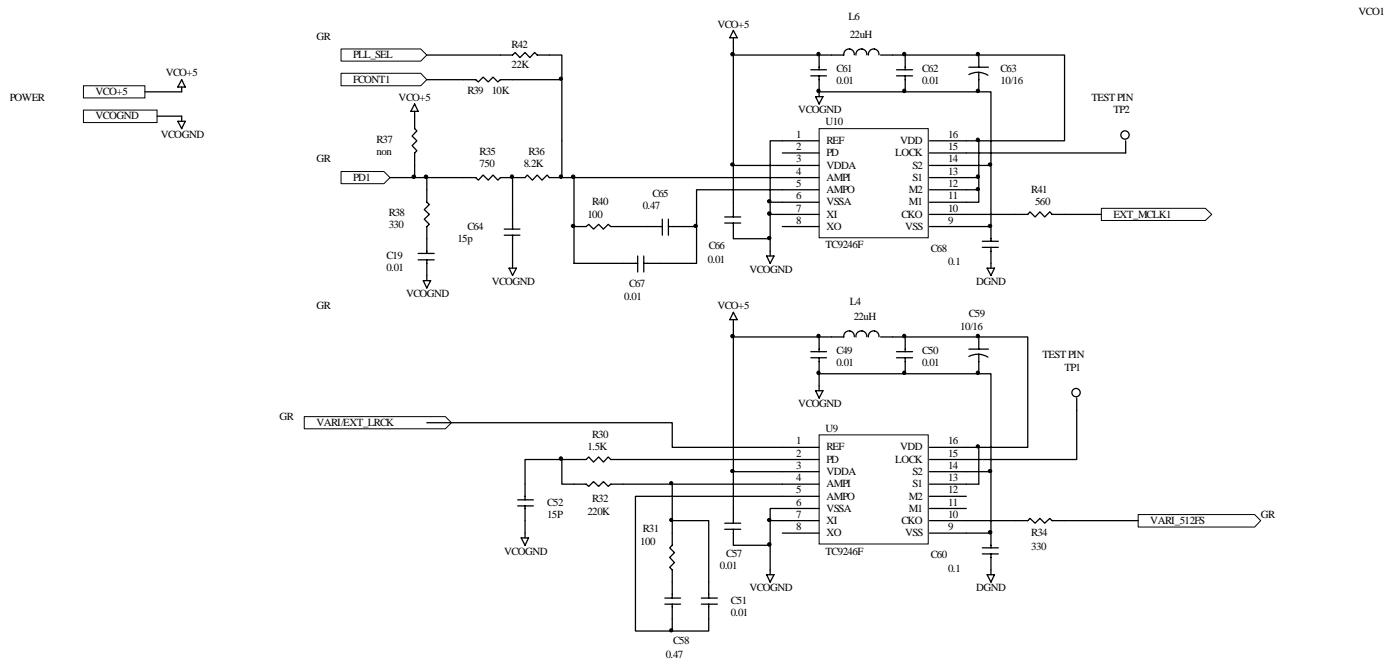 VCO1
POWER
VCO+5
VCO+5
VCOGND
VCOGND
GR
PLL_SEL
R42
22K
FCONT1
R39 10K
VCO+5
R37
non
GR
PD1
R35
750
R36
8.2K
R38
330
C19
0.01
VCOGND
C64
15p
VCOGND
R40
100
C65
0.47
C67
0.01
VCO+5
L6
22uH
C61
0.01
C62
0.01
C63
10/16
VCOGND
TEST PIN
TP2
U10
1 REF VDD 16
2 PD LOCK 15
3 VDDA S2 14
4 AMPI S1 13
5 AMPO M2 12
6 VSSA M1 11
7 XI CKO 10
8 XO VSS 9
TC9246F
C66
0.01
VCOGND
R41
560
EXT_MCLK1
C68
0.1
DGND
GR
VCO+5
L4
22uH
C49
0.01
C50
0.01
C59
10/16
VCOGND
TEST PIN
TP1
GR
VARI/EXT_LRCK
R30
1.5K
C52
15P
R32
220K
VCOGND
R31
100
C51
0.01
C58
0.47
U9
1 REF VDD 16
2 PD LOCK 15
3 VDDA S2 14
4 AMPI S1 13
5 AMPO M2 12
6 VSSA M1 11
7 XI CKO 10
8 XO VSS 9
TC9246F
C57
0.01
VCOGND
R34
330
VARI_512FS
GR
C60
0.1
DGND